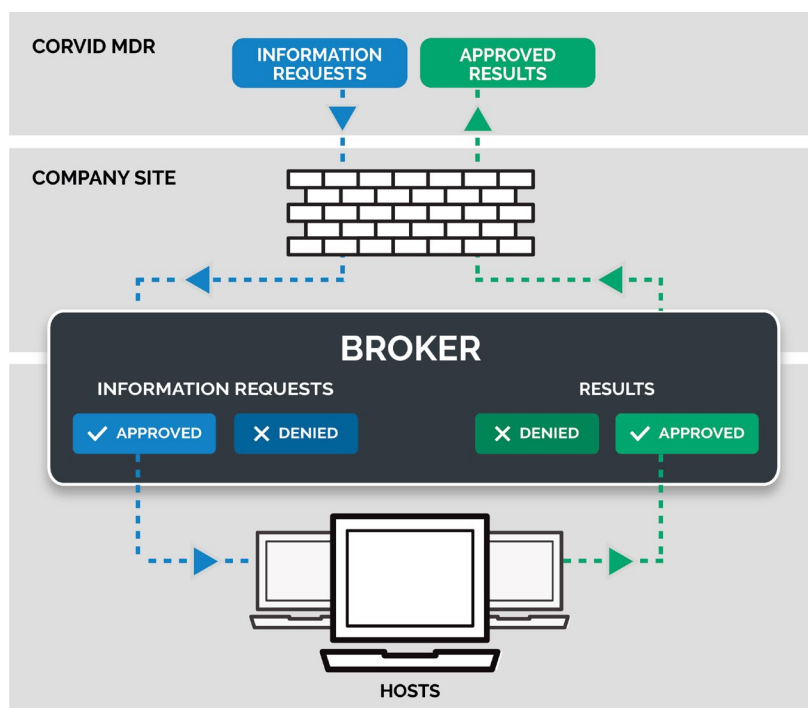 CORVID MDR
INFORMATION
REQUESTS
APPROVED
RESULTS
COMPANY SITE
BROKER
INFORMATION REQUESTS
RESULTS
APPROVED
DENIED
DENIED
APPROVED
HOSTS